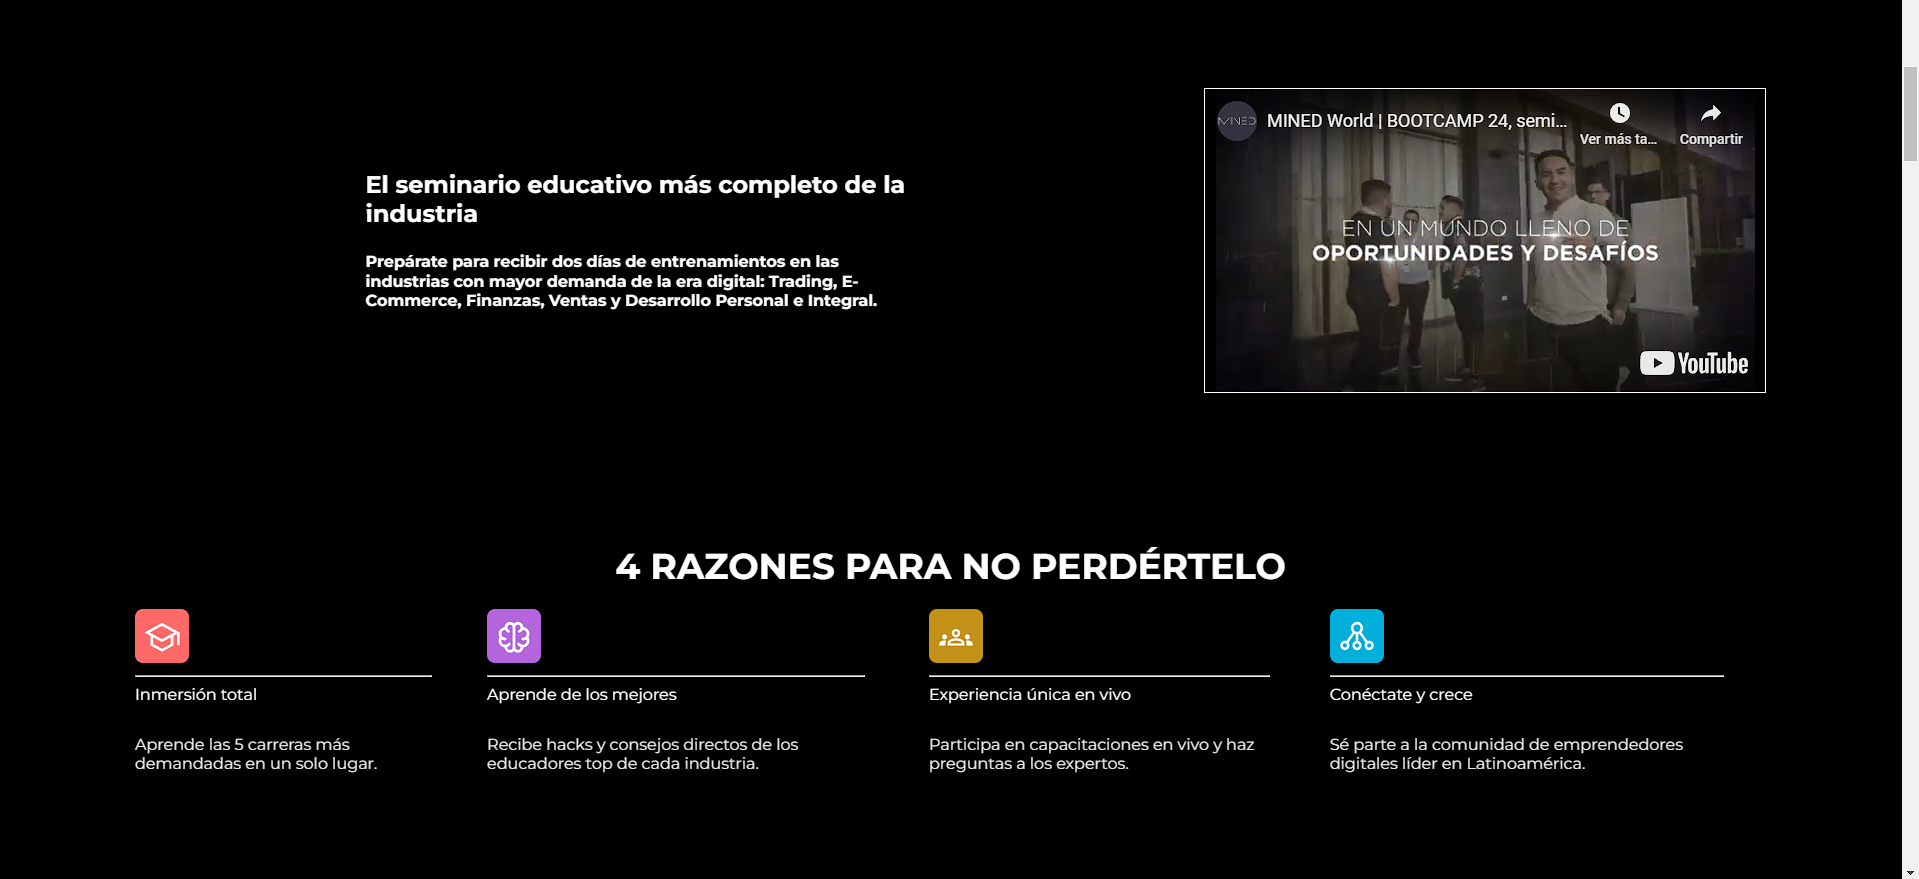 El seminario educativo más completo de la
industria
Prepárate para recibir dos días de entrenamientos en las
industrias con mayor demanda de la era digital: Trading, E-
Commerce, Finanzas, Ventas y Desarrollo Personal e Integral.
MINED
MINED World | BOOTCAMP 24, semi...
Ver más ta...
Compartir
EN UN MUNDO LLENO DE
OPORTUNIDADES Y DESAFÍOS
YouTube
4 RAZONES PARA NO PERDÉRTELO
Inmersión total
Aprende las 5 carreras más
demandadas en un solo lugar.
Aprende de los mejores
Recibe hacks y consejos directos de los
educadores top de cada industria.
Experiencia única en vivo
Participa en capacitaciones en vivo y haz
preguntas a los expertos.
Conéctate y crece
Sé parte a la comunidad de emprendedores
digitales líder en Latinoamérica.